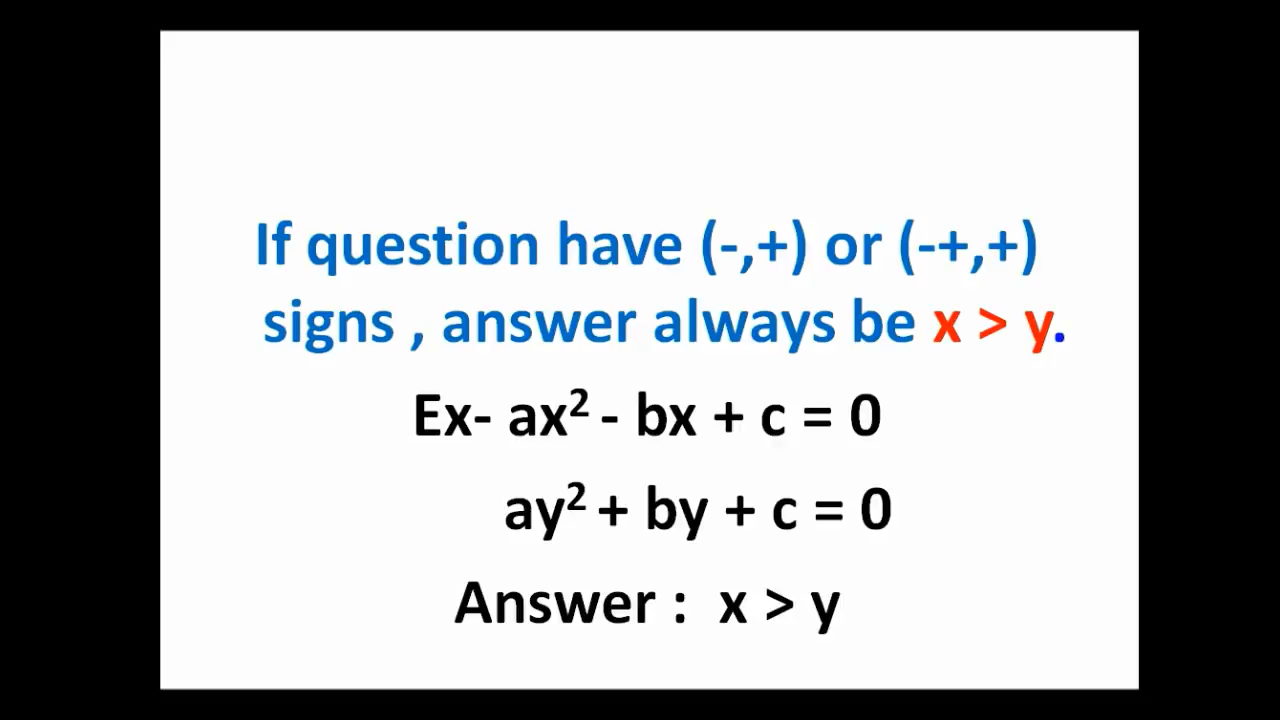 If question have (-,+) or (-+,+)
signs , answer always be x > y.
Ex- ax² - bx + c = 0
ay² + by + c = 0
Answer : x > y